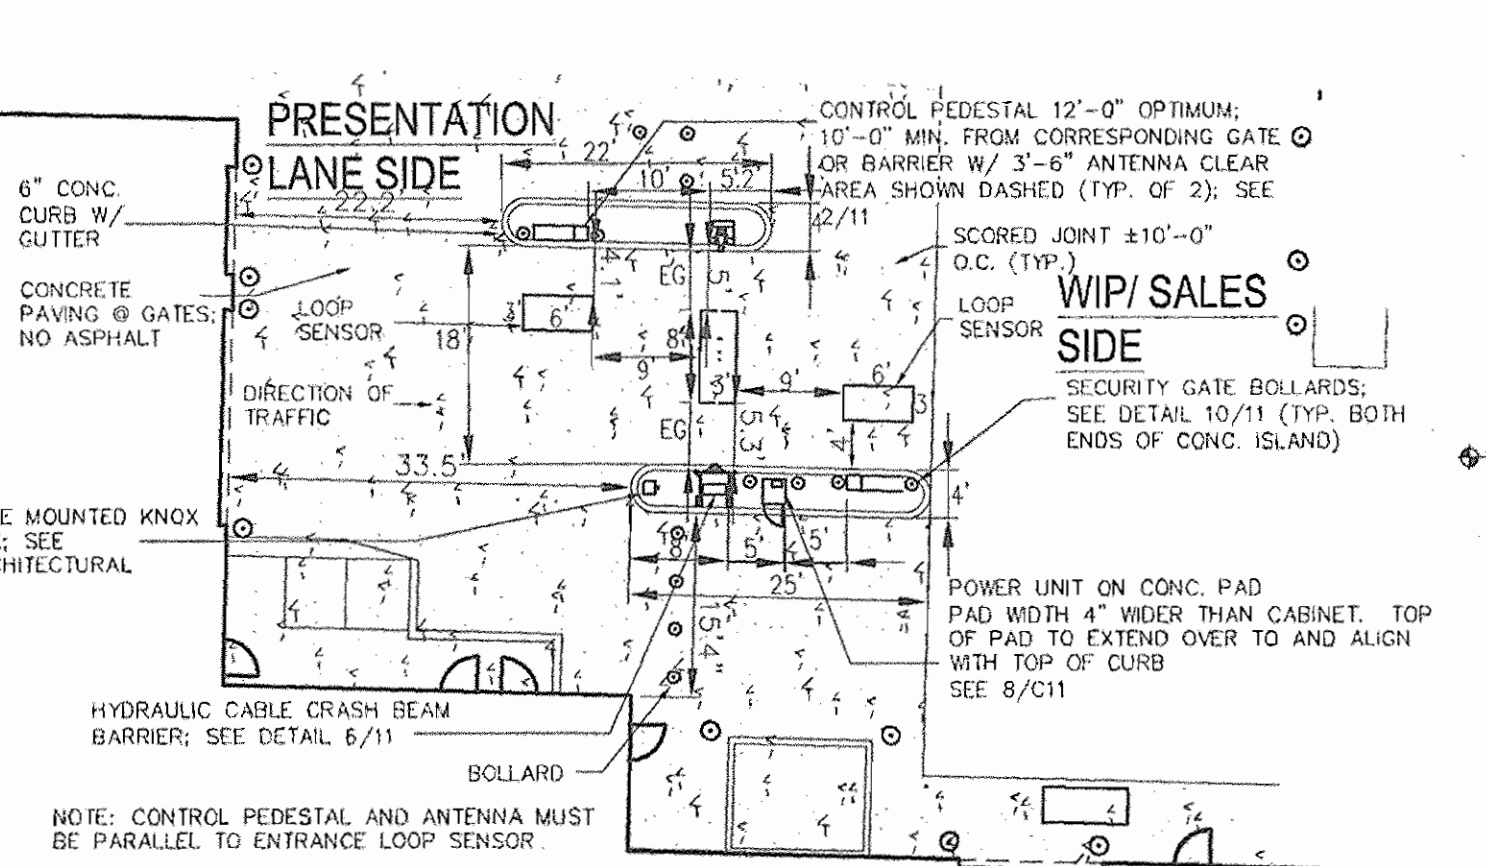 PRESENTATION
LANE SIDE
CONTROL PEDESTAL 12'-0" OPTIMUM;
10'-0" MIN. FROM CORRESPONDING GATE
OR BARRIER W/ 3'-6" ANTENNA CLEAR
AREA SHOWN DASHED (TYP. OF 2); SEE
2/11
22'
10'
5.2'
22.2'
4'
6" CONC.
CURB W/
GUTTER
SCORED JOINT ±10'-0"
O.C. (TYP.)
CONCRETE
PAVING @ GATES;
NO ASPHALT
LOOP
SENSOR
3'
6'
4.1'
EG
5'
18'
8'
9'
3'
WIP/ SALES
SIDE
LOOP
SENSOR
9'
6'
3'
DIRECTION OF
TRAFFIC
SECURITY GATE BOLLARDS;
SEE DETAIL 10/11 (TYP. BOTH
ENDS OF CONC. ISLAND)
EG
5.3'
4'
33.5'
4'
E MOUNTED KNOX
; SEE
CHITECTURAL
8'
5'
5'
25'
15'4"
POWER UNIT ON CONC. PAD
PAD WIDTH 4" WIDER THAN CABINET. TOP
OF PAD TO EXTEND OVER TO AND ALIGN
WITH TOP OF CURB
SEE 8/C11
HYDRAULIC CABLE CRASH BEAM
BARRIER; SEE DETAIL 6/11
BOLLARD
NOTE: CONTROL PEDESTAL AND ANTENNA MUST
BE PARALLEL TO ENTRANCE LOOP SENSOR.